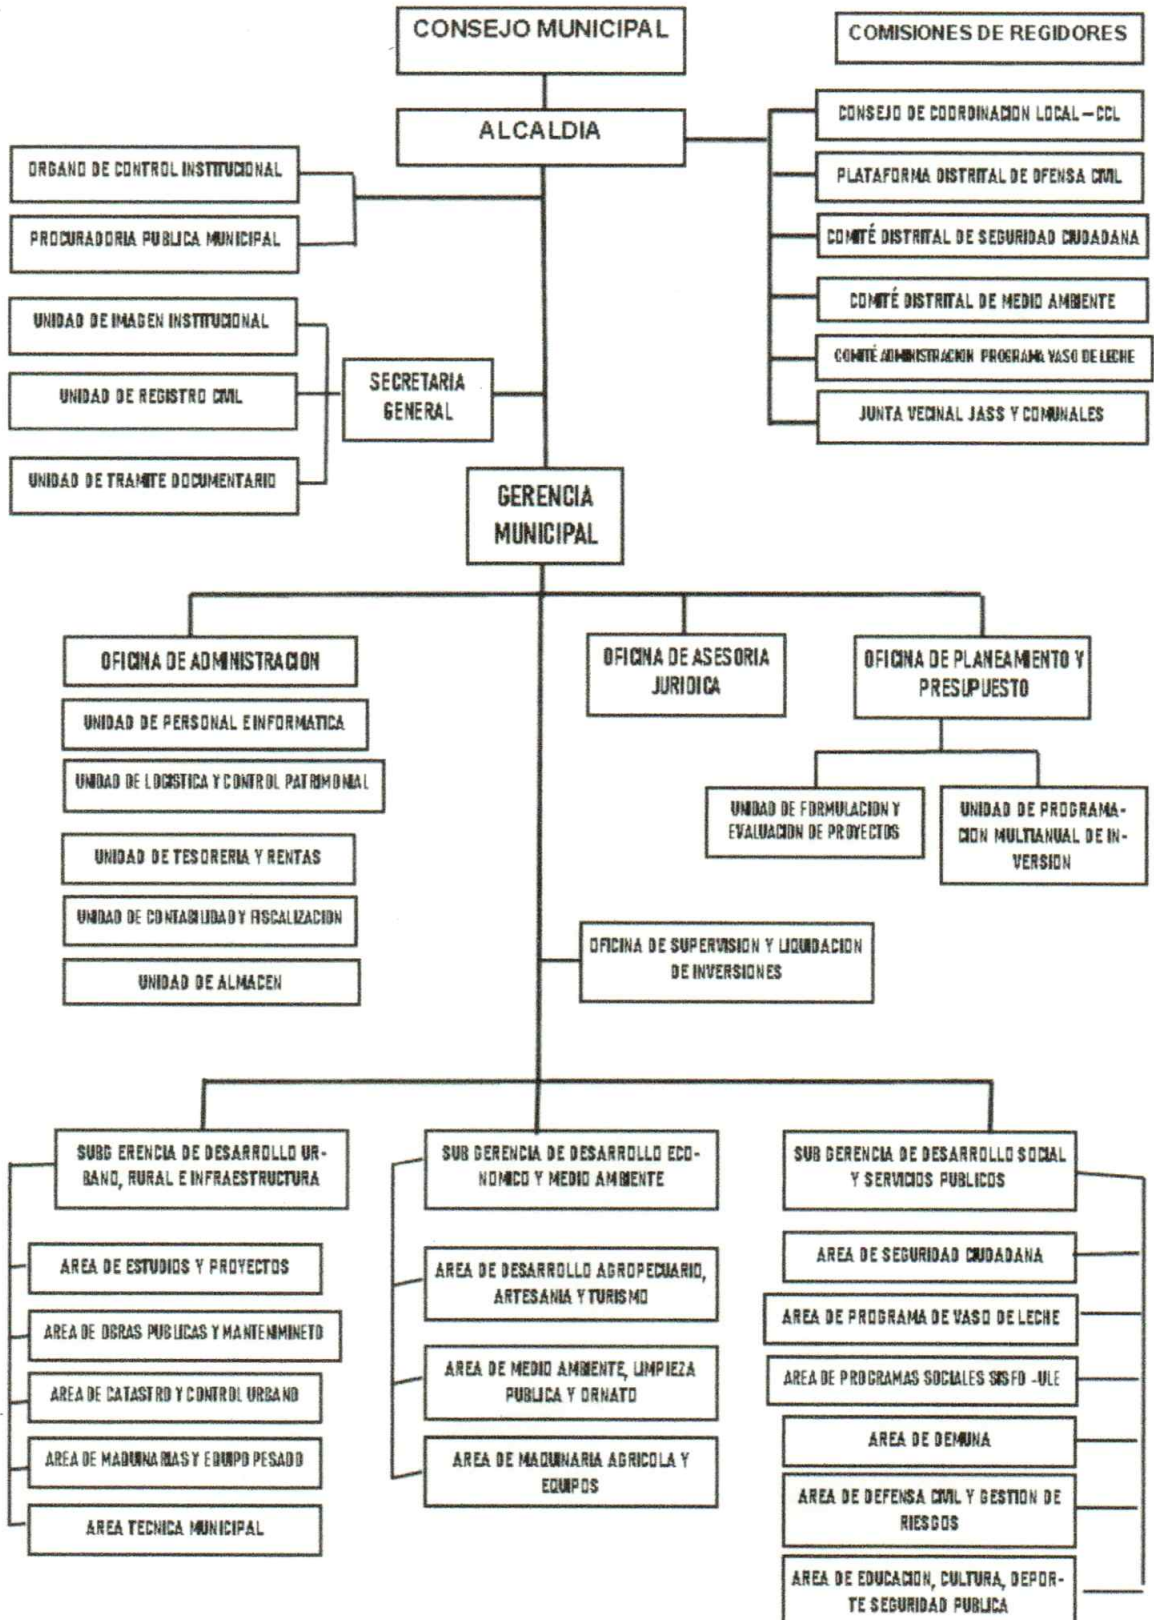 CONSEJO MUNICIPAL
COMISIONES DE REGIDORES
ALCALDIA
CONSEJO DE COORDINACION LOCAL – CCL
PLATAFORMA DISTRITAL DE DFENSA CIVIL
COMITÉ DISTRITAL DE SEGURIDAD CIUDADANA
COMITÉ DISTRITAL DE MEDIO AMBIENTE
COMITÉ ADMINISTRACION PROGRAMA VASO DE LECHE
JUNTA VECINAL JASS Y COMUNALES
ORGANO DE CONTROL INSTITUCIONAL
PROCURADORIA PUBLICA MUNICIPAL
UNIDAD DE IMAGEN INSTITUCIONAL
UNIDAD DE REGISTRO CIVIL
UNIDAD DE TRAMITE DOCUMENTARIO
SECRETARIA
GENERAL
GERENCIA
MUNICIPAL
OFICINA DE ADMINISTRACION
UNIDAD DE PERSONAL E INFORMATICA
UNIDAD DE LOGISTICA Y CONTROL PATRIMONIAL
UNIDAD DE TESORERIA Y RENTAS
UNIDAD DE CONTABILIDAD Y FISCALIZACION
UNIDAD DE ALMACEN
OFICINA DE ASESORIA
JURIDICA
OFICINA DE PLANEAMIENTO Y
PRESUPUESTO
UNIDAD DE FORMULACION Y
EVALUACION DE PROYECTOS
UNIDAD DE PROGRAMA-
CION MULTIANUAL DE IN-
VERSION
OFICINA DE SUPERVISION Y LIQUIDACION
DE INVERSIONES
SUBG ERENCIA DE DESARROLLO UR-
BANO, RURAL E INFRAESTRUCTURA
AREA DE ESTUDIOS Y PROYECTOS
AREA DE OBRAS PUBLICAS Y MANTENIMINETO
AREA DE CATASTRO Y CONTROL URBANO
AREA DE MAQUINARIAS Y EQUIPO PESADO
AREA TECNICA MUNICIPAL
SUB GERENCIA DE DESARROLLO ECO-
NOMICO Y MEDIO AMBIENTE
AREA DE DESARROLLO AGROPECUARIO,
ARTESANIA Y TURISMO
AREA DE MEDIO AMBIENTE, LIMPIEZA
PUBLICA Y ORNATO
AREA DE MAQUINARIA AGRICOLA Y
EQUIPOS
SUB GERENCIA DE DESARROLLO SOCIAL
Y SERVICIOS PUBLICOS
AREA DE SEGURIDAD CIUDADANA
AREA DE PROGRAMA DE VASO DE LECHE
AREA DE PROGRAMAS SOCIALES SISFO -ULE
AREA DE DEMUNA
AREA DE DEFENSA CIVIL Y GESTION DE
RIESGOS
AREA DE EDUCACION, CULTURA, DEPOR-
TE SEGURIDAD PUBLICA